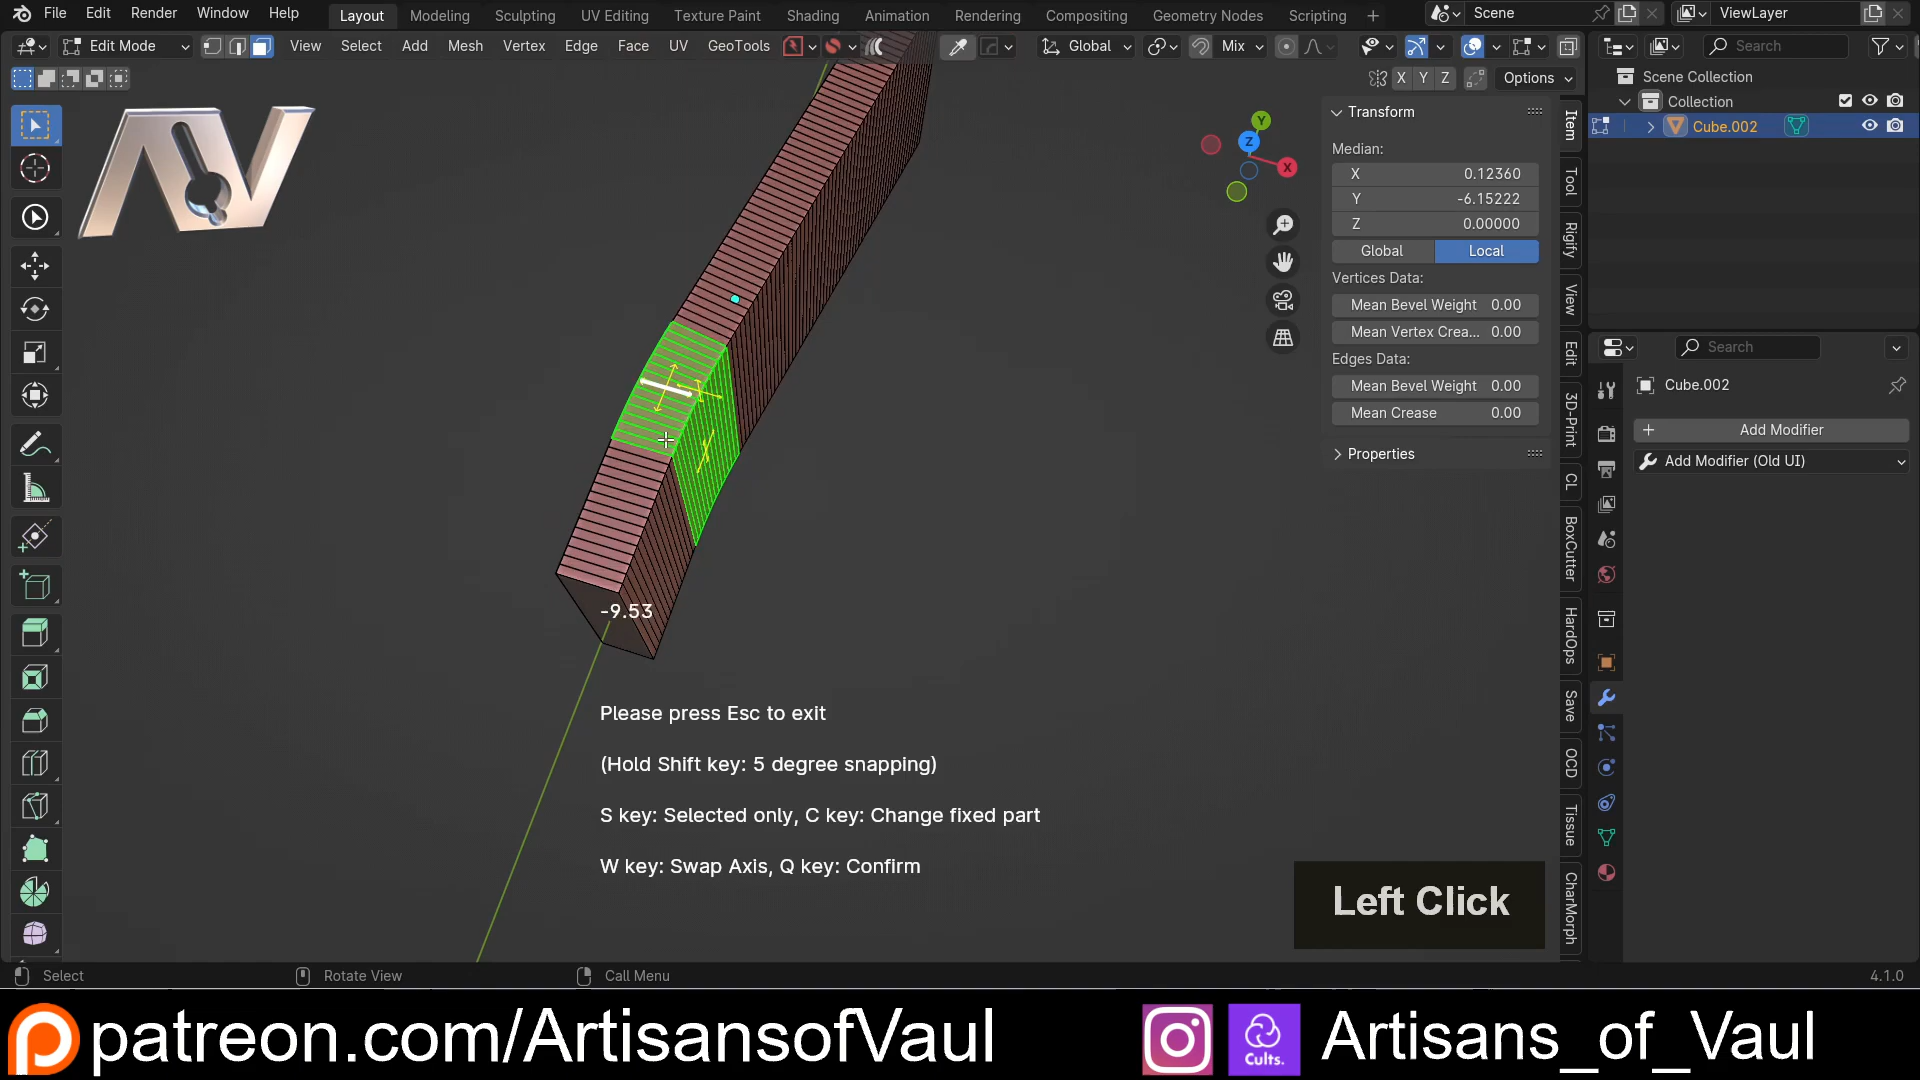 File Edit Render Window Help Layout Modeling Sculpting UV Editing Texture Paint Shading Animation Rendering Compositing Geometry Nodes Scripting + Scene ViewLayer
Edit Mode View Select Add Mesh Vertex Edge Face UV GeoTools Global Mix Search
X Y Z Options
Scene Collection
Collection
Cube.002
AV
Y
Z
X
Transform
Median:
X 0.12360
Y -6.15222
Z 0.00000
Global Local
Vertices Data:
Mean Bevel Weight 0.00
Mean Vertex Crea... 0.00
Edges Data:
Mean Bevel Weight 0.00
Mean Crease 0.00
Properties
Item
Tool
Rigify
View
Edit
3D-Print
CL
BoxCutter
HardOps
Save
OCD
Tissue
CharMorph
Search
Cube.002
Add Modifier
Add Modifier (Old UI)
-9.53
Please press Esc to exit
(Hold Shift key: 5 degree snapping)
S key: Selected only, C key: Change fixed part
W key: Swap Axis, Q key: Confirm
Left Click
Select Rotate View Call Menu 4.1.0
patreon.com/ArtisansofVaul Cults. Artisans_of_Vaul